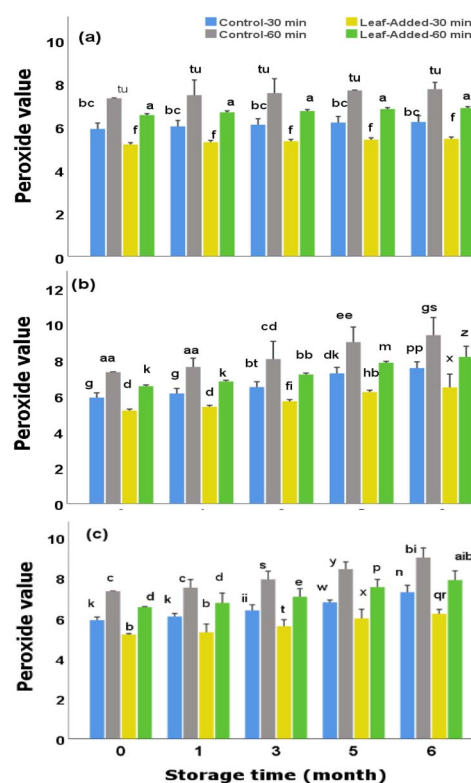 (a)
Control-30 min Leaf-Added-30 min
Control-60 min Leaf-Added-60 min
Peroxide value
10
8
6
4
2
0
bc tu f a
bc tu f a
bc tu f a
bc tu f a
bc tu f a
(b)
Peroxide value
12
10
8
6
4
2
0
g aa d k
g aa d k
bt cd fi bb
dk ee hb m
pp gs x z
(c)
Peroxide value
10
8
6
4
2
0
k c b d
k c b d
ii s t e
w y x p
n bi qr aib
0 1 3 5 6
Storage time (month)